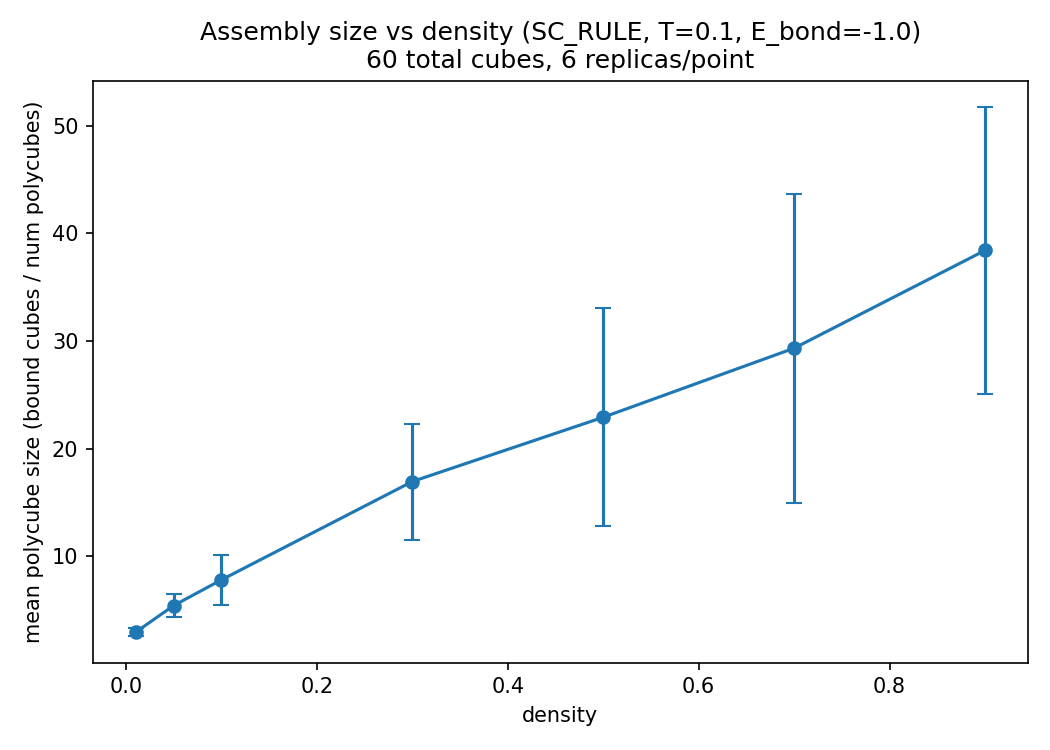 Assembly size vs density (SC_RULE, T=0.1, E_bond=-1.0)
60 total cubes, 6 replicas/point
mean polycube size (bound cubes / num polycubes)
50
40
30
20
10
0.0 0.2 0.4 0.6 0.8
density